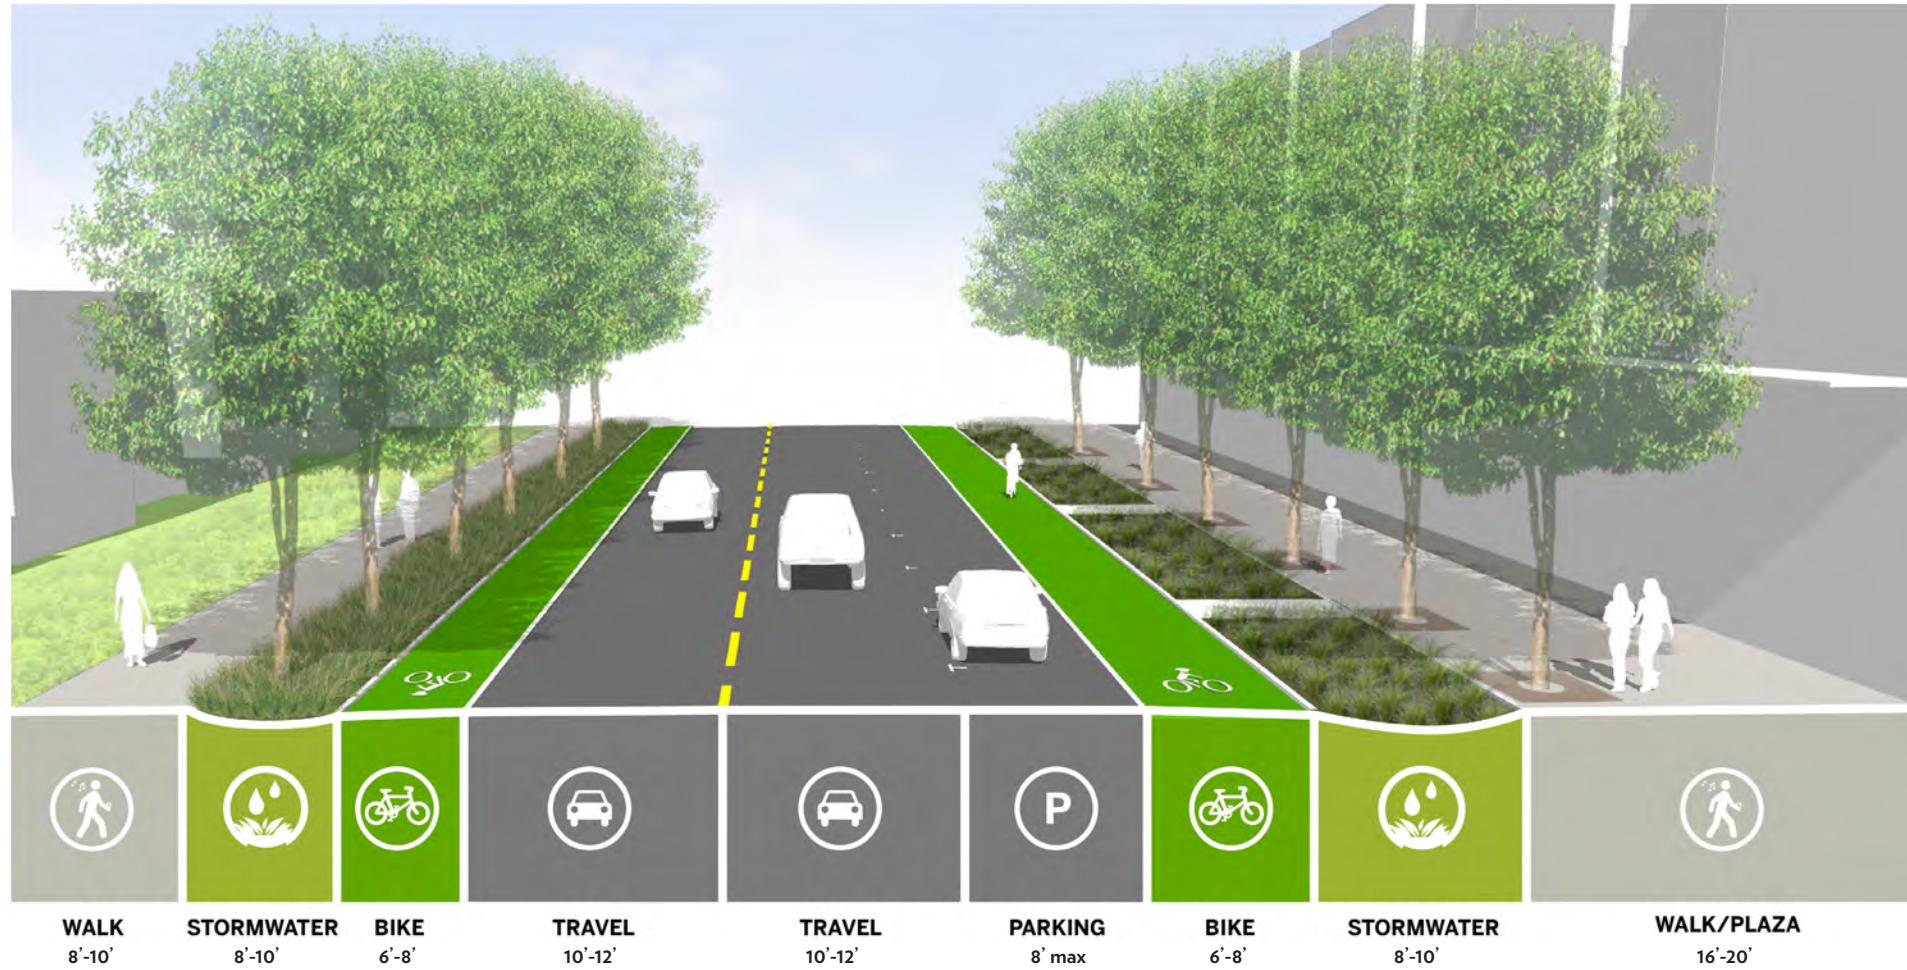 P
WALK
8’-10’
STORMWATER
8’-10’
BIKE
6’-8’
TRAVEL
10’-12’
TRAVEL
10’-12’
PARKING
8’ max
BIKE
6’-8’
STORMWATER
8’-10’
WALK/PLAZA
16’-20’